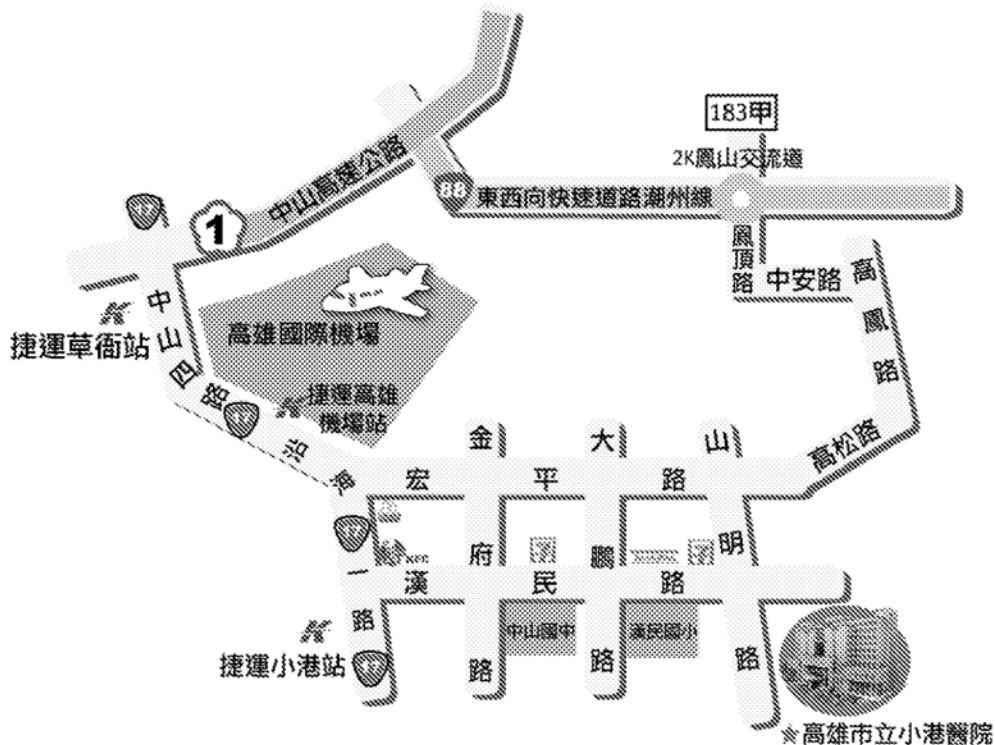 183甲
2K鳳山交流道
中山高速公路
88
東西向快速道路潮州線
17
1
鳳頂路
中安路
高鳳路
中山四路
捷運草衙站
高雄國際機場
捷運高雄
機場站
17
沿海一路
金府路
大鵬路
山明路
高松路
宏平路
17
KFC
7
7
漢民路
中山國中
漢民國小
捷運小港站
17
高雄市立小港醫院